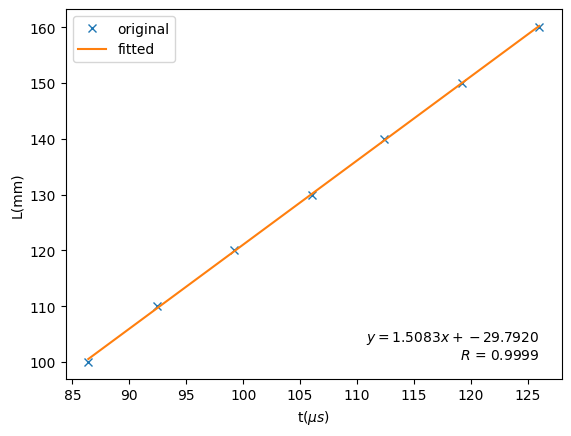 original
fitted
160
150
140
130
120
110
100
L(mm)
y = 1.5083x + −29.7920
R = 0.9999
85 90 95 100 105 110 115 120 125
t(μs)